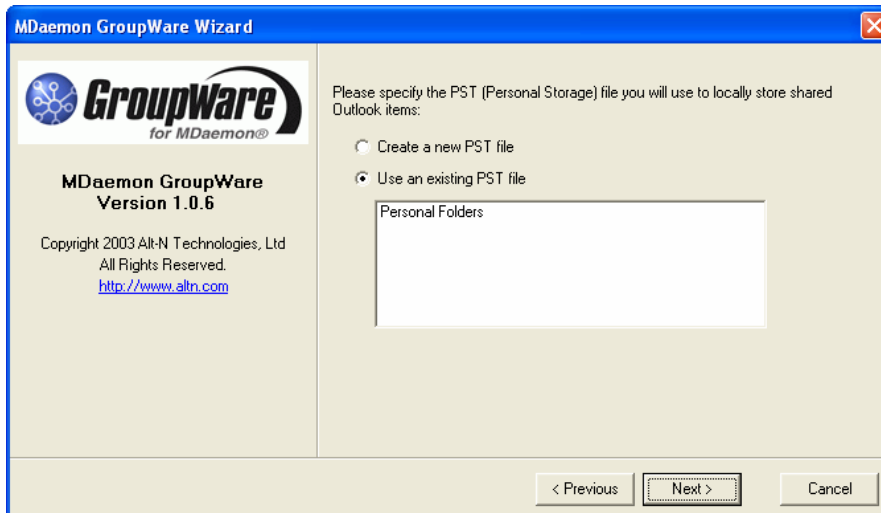 MDaemon GroupWare Wizard
GroupWare
for MDaemon®
MDaemon GroupWare
Version 1.0.6
Copyright 2003 Alt-N Technologies, Ltd
All Rights Reserved.
http://www.altn.com
Please specify the PST (Personal Storage) file you will use to locally store shared
Outlook items:
Create a new PST file
Use an existing PST file
Personal Folders
< Previous
Next >
Cancel